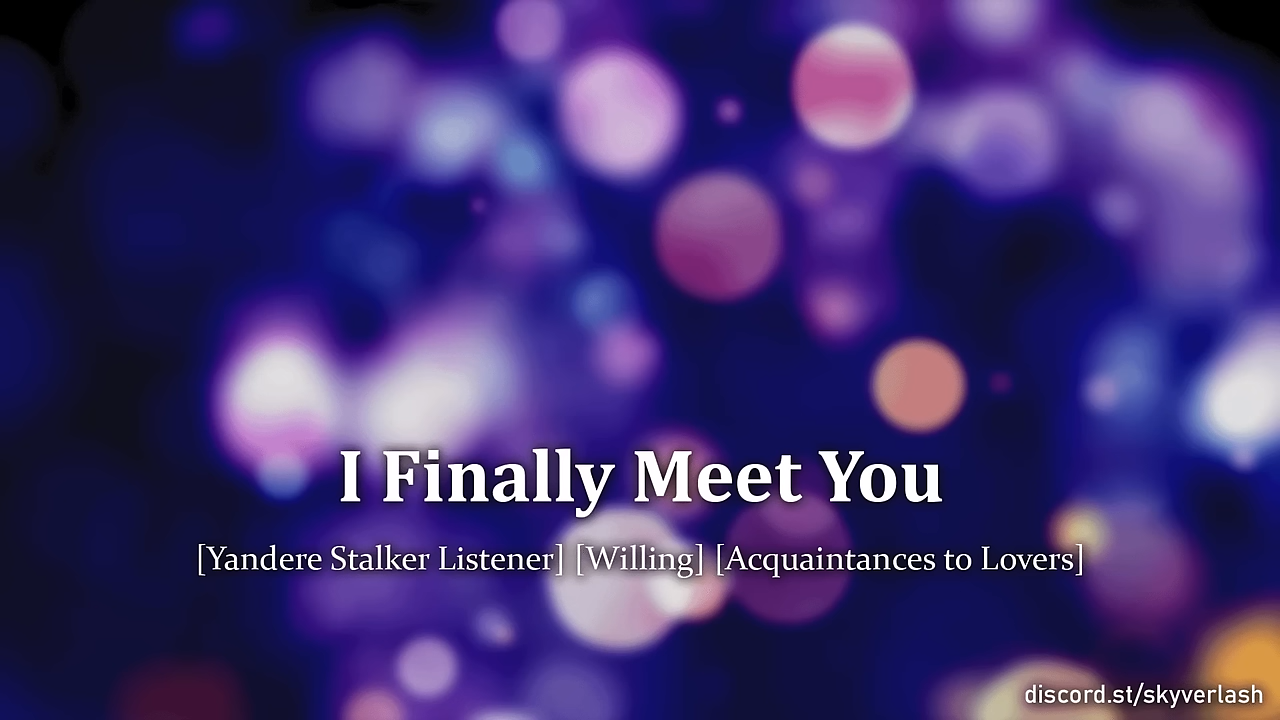 I Finally Meet You
[Yandere Stalker Listener] [Willing] [Acquaintances to Lovers]
discord.st/skyverlash